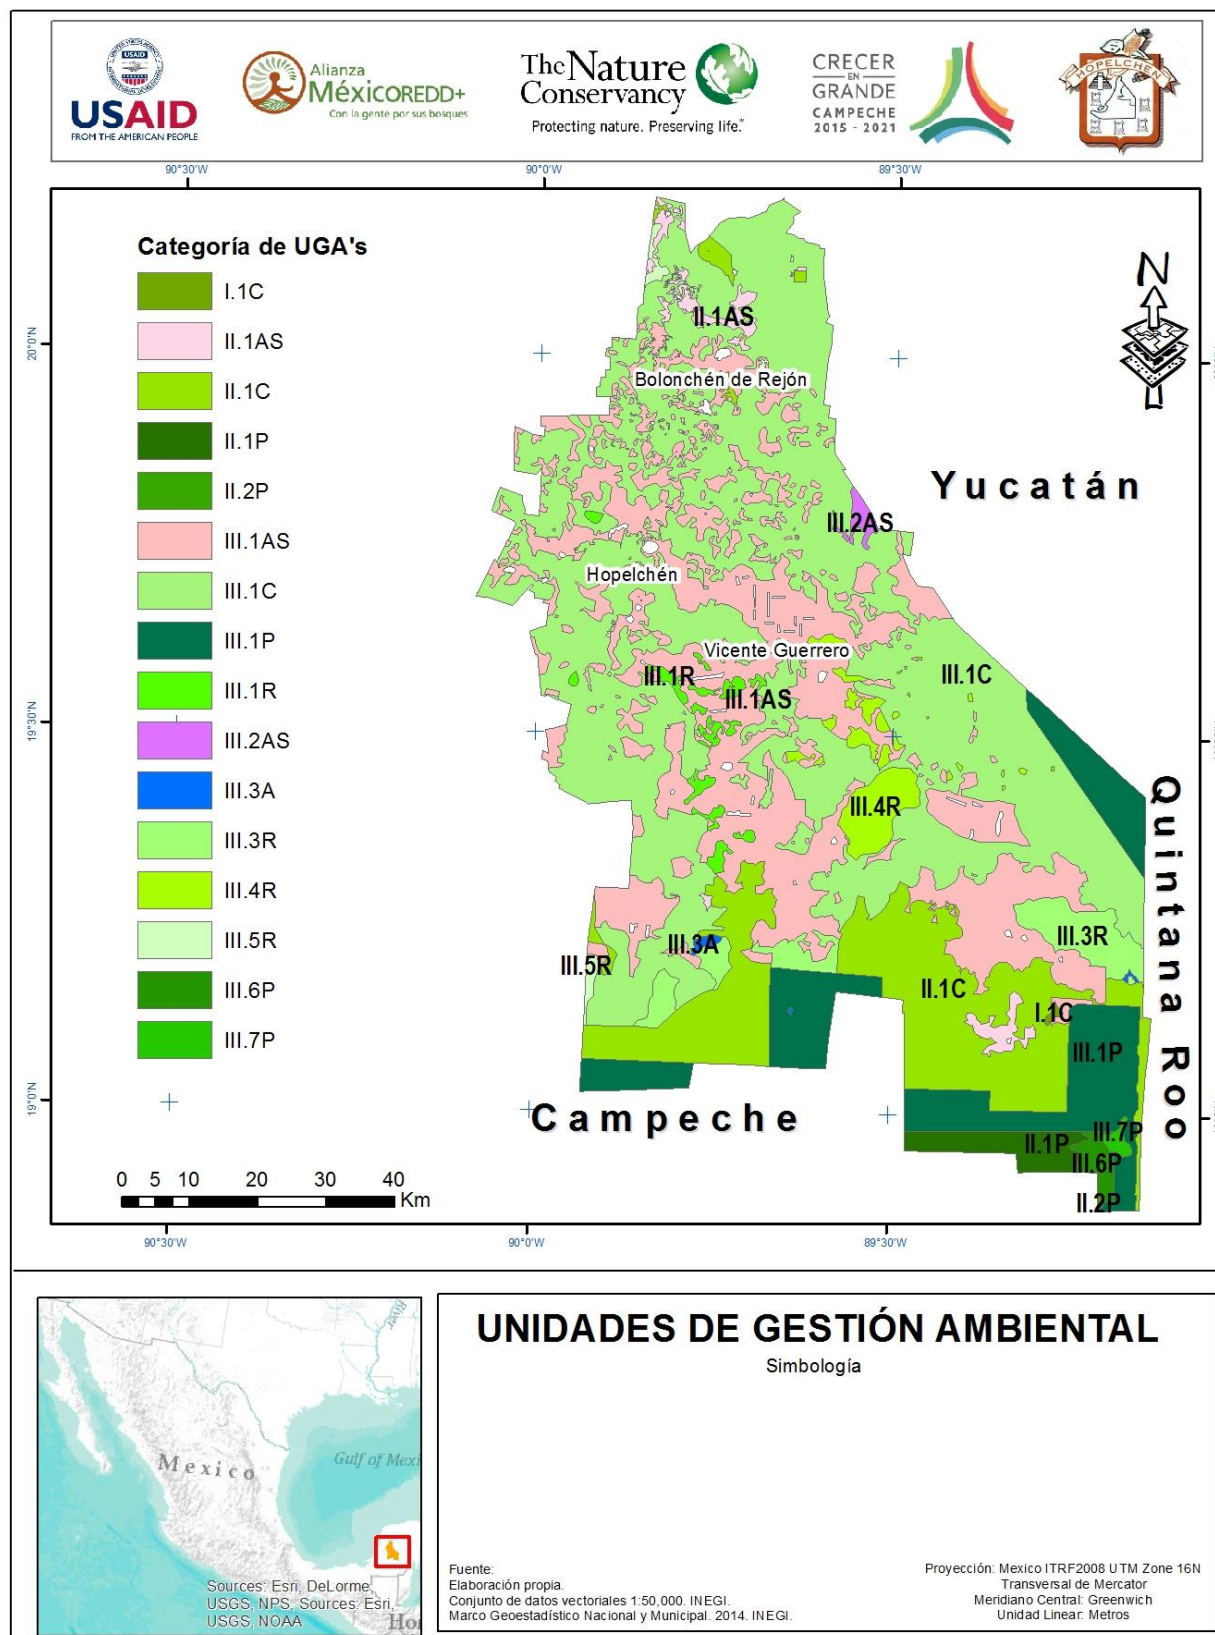 USAID
USAID
FROM THE AMERICAN PEOPLE
Alianza
MéxicoREDD+
Con la gente por sus bosques
The Nature
Conservancy
Protecting nature. Preserving life.™
CRECER
EN
GRANDE
CAMPECHE
2015 - 2021
HOPELCHEN
90°30'W
90°0'W
89°30'W
Categoría de UGA's
I.1C
II.1AS
II.1C
II.1P
II.2P
III.1AS
III.1C
III.1P
III.1R
III.2AS
III.3A
III.3R
III.4R
III.5R
III.6P
III.7P
N
20°0'N
19°30'N
19°0'N
II.1AS
Bolonchén de Rejón
Yucatán
III.2AS
Hopelchén
Vicente Guerrero
III.1R
III.1AS
III.1C
III.4R
Quintana Roo
III.3R
III.3A
III.5R
II.1C
I.1C
III.1P
Campeche
III.7P
II.1P
III.6P
II.2P
0 5 10 20 30 40
Km
90°30'W
90°0'W
89°30'W
UNIDADES DE GESTIÓN AMBIENTAL
Simbología
Mexico
Gulf of Mexi
River
Hon
Sources: Esri, DeLorme,
USGS, NPS, Sources: Esri,
USGS, NOAA
Fuente:
Elaboración propia.
Conjunto de datos vectoriales 1:50,000. INEGI.
Marco Geoestadístico Nacional y Municipal. 2014. INEGI.
Proyección: Mexico ITRF2008 UTM Zone 16N
Transversal de Mercator
Meridiano Central: Greenwich
Unidad Linear: Metros